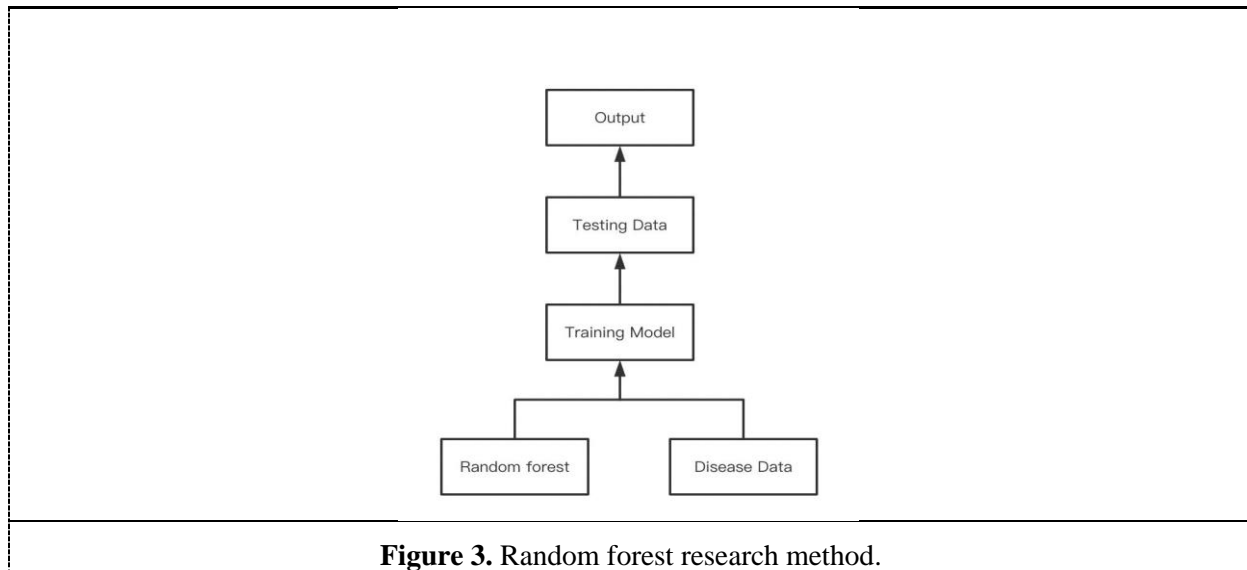 Output
Testing Data
Training Model
Random forest Disease Data
Figure 3. Random forest research method.